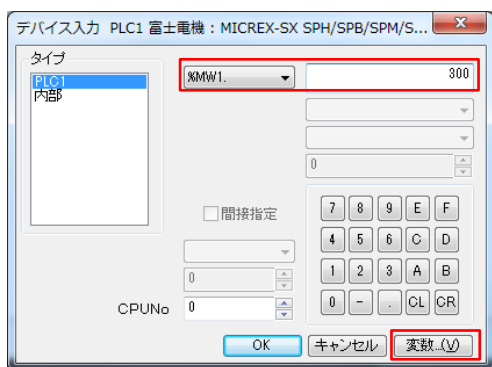 デバイス入力 PLC1 富士電機：MICREX-SX SPH/SPB/SPM/S...
タイプ
PLC1
内部
%MW1. 300
0
間接指定
0
CPUNo 0
7 8 9 E F
4 5 6 C D
1 2 3 A B
0 - . CL CR
OK キャンセル 変数...(V)